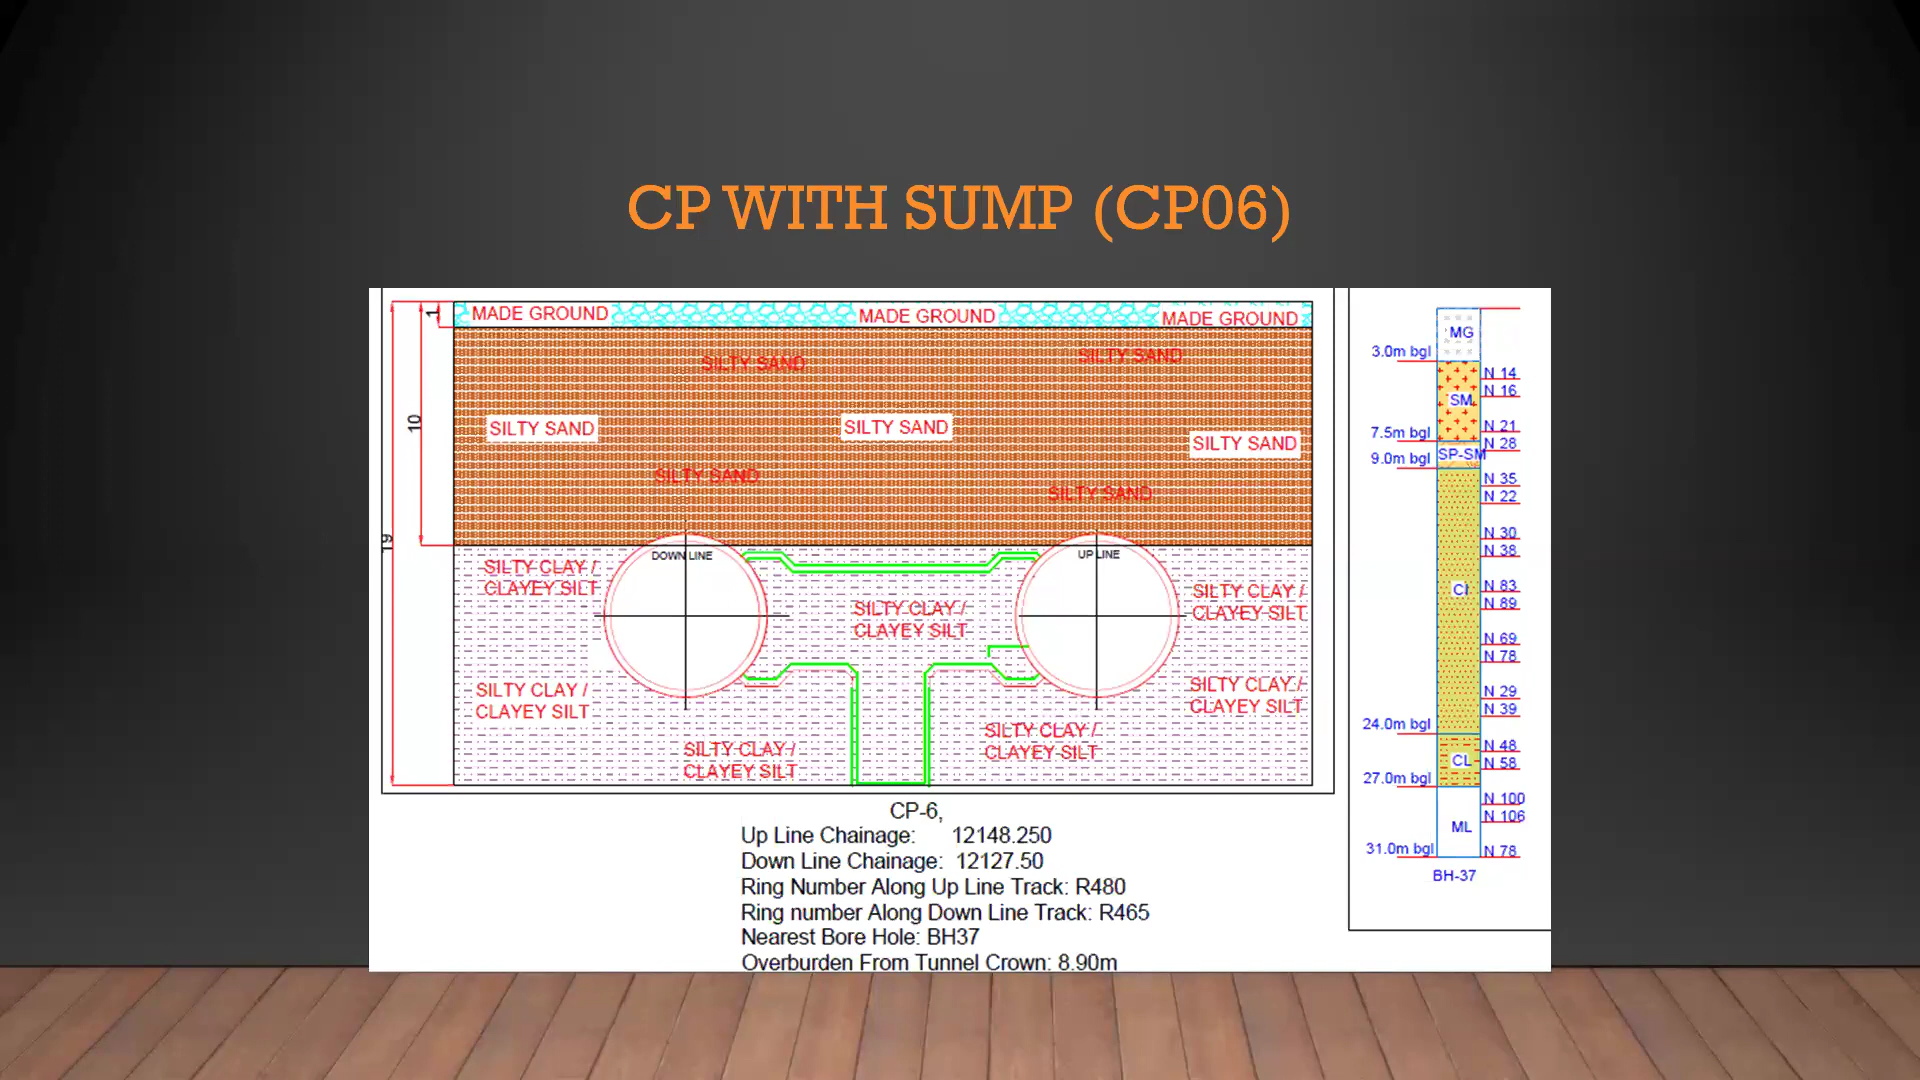 CP WITH SUMP (CP06)
1
MADE GROUND
MADE GROUND
MADE GROUND
SILTY SAND
SILTY SAND
10
SILTY SAND
SILTY SAND
SILTY SAND
SILTY SAND
SILTY SAND
19
DOWN LINE
UP LINE
SILTY CLAY /
CLAYEY SILT
SILTY CLAY /
CLAYEY SILT
SILTY CLAY /
CLAYEY SILT
SILTY CLAY /
CLAYEY SILT
SILTY CLAY /
CLAYEY SILT
SILTY CLAY /
CLAYEY SILT
SILTY CLAY /
CLAYEY SILT
CP-6,
Up Line Chainage: 12148.250
Down Line Chainage: 12127.50
Ring Number Along Up Line Track: R480
Ring number Along Down Line Track: R465
Nearest Bore Hole: BH37
Overburden From Tunnel Crown: 8.90m
MG
3.0m bgl
N 14
N 16
SM
N 21
7.5m bgl
N 28
SP-SM
9.0m bgl
N 35
N 22
N 30
N 38
N 83
CI
N 89
N 69
N 78
N 29
N 39
24.0m bgl
N 48
CL
N 58
27.0m bgl
N 100
N 106
ML
31.0m bgl
N 78
BH-37